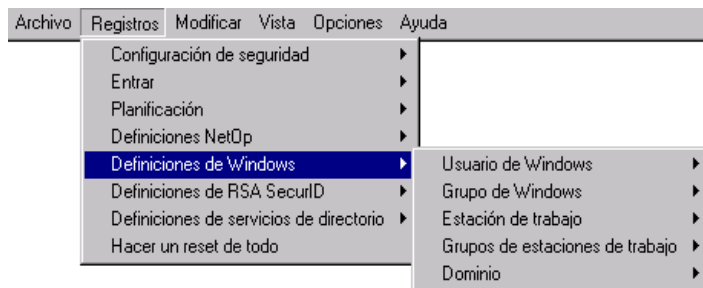 Archivo Registros Modificar Vista Opciones Ayuda
Configuración de seguridad
Entrar
Planificación
Definiciones NetOp
Definiciones de Windows
Definiciones de RSA SecurID
Definiciones de servicios de directorio
Hacer un reset de todo
Usuario de Windows
Grupo de Windows
Estación de trabajo
Grupos de estaciones de trabajo
Dominio